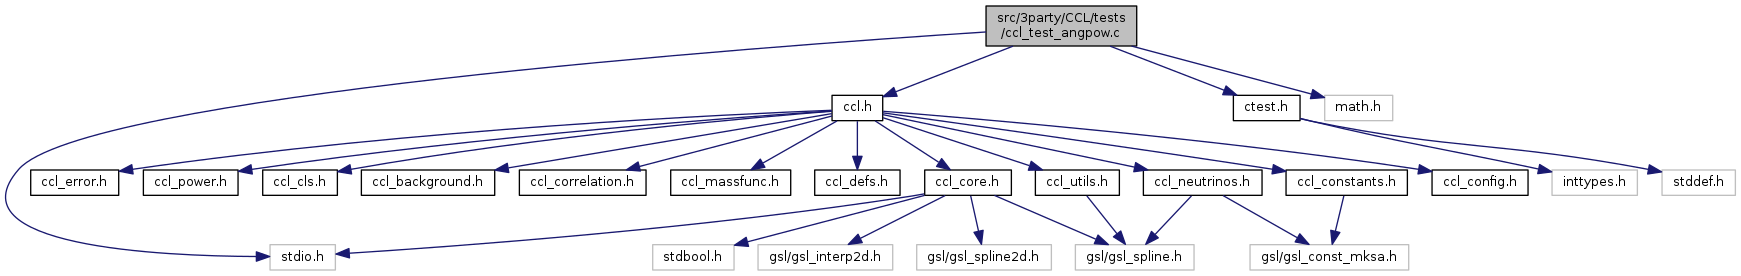 src/3party/CCL/tests
/ccl_test_angpow.c
ccl.h
ctest.h
math.h
ccl_error.h
ccl_power.h
ccl_cls.h
ccl_background.h
ccl_correlation.h
ccl_massfunc.h
ccl_defs.h
ccl_core.h
ccl_utils.h
ccl_neutrinos.h
ccl_constants.h
ccl_config.h
inttypes.h
stddef.h
stdio.h
stdbool.h
gsl/gsl_interp2d.h
gsl/gsl_spline2d.h
gsl/gsl_spline.h
gsl/gsl_const_mksa.h